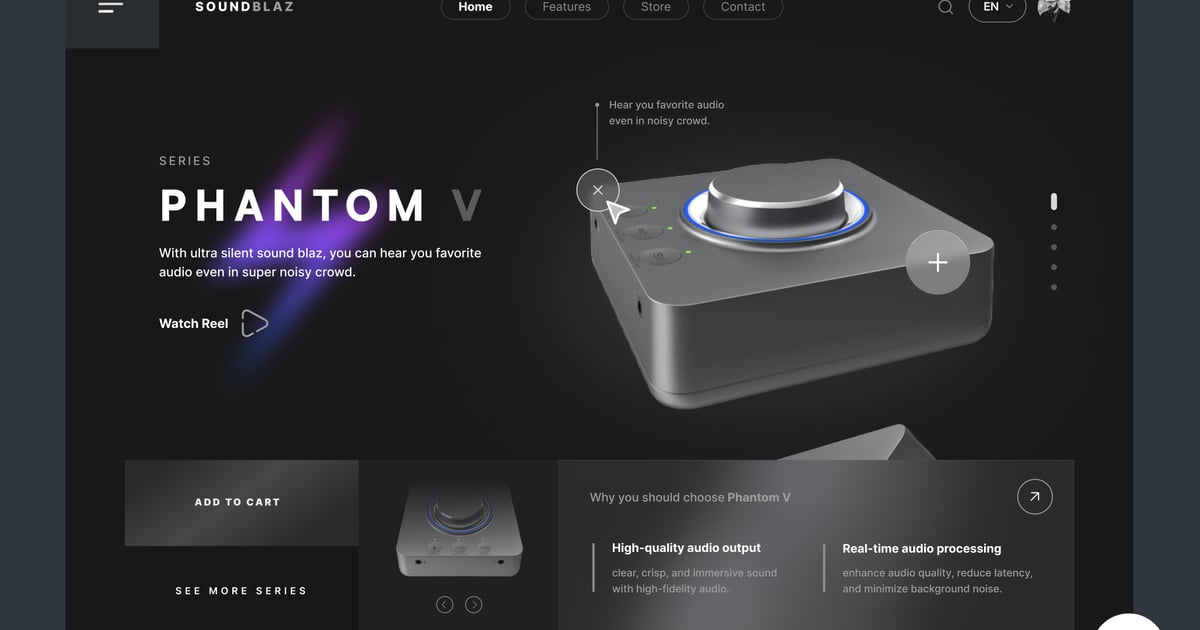 SOUNDBLAZ
Home
Features
Store
Contact
EN
Hear you favorite audio
even in noisy crowd.
SERIES
PHANTOM V
With ultra silent sound blaz, you can hear you favorite
audio even in super noisy crowd.
Watch Reel
ADD TO CART
SEE MORE SERIES
Why you should choose Phantom V
High-quality audio output
clear, crisp, and immersive sound
with high-fidelity audio.
Real-time audio processing
enhance audio quality, reduce latency,
and minimize background noise.